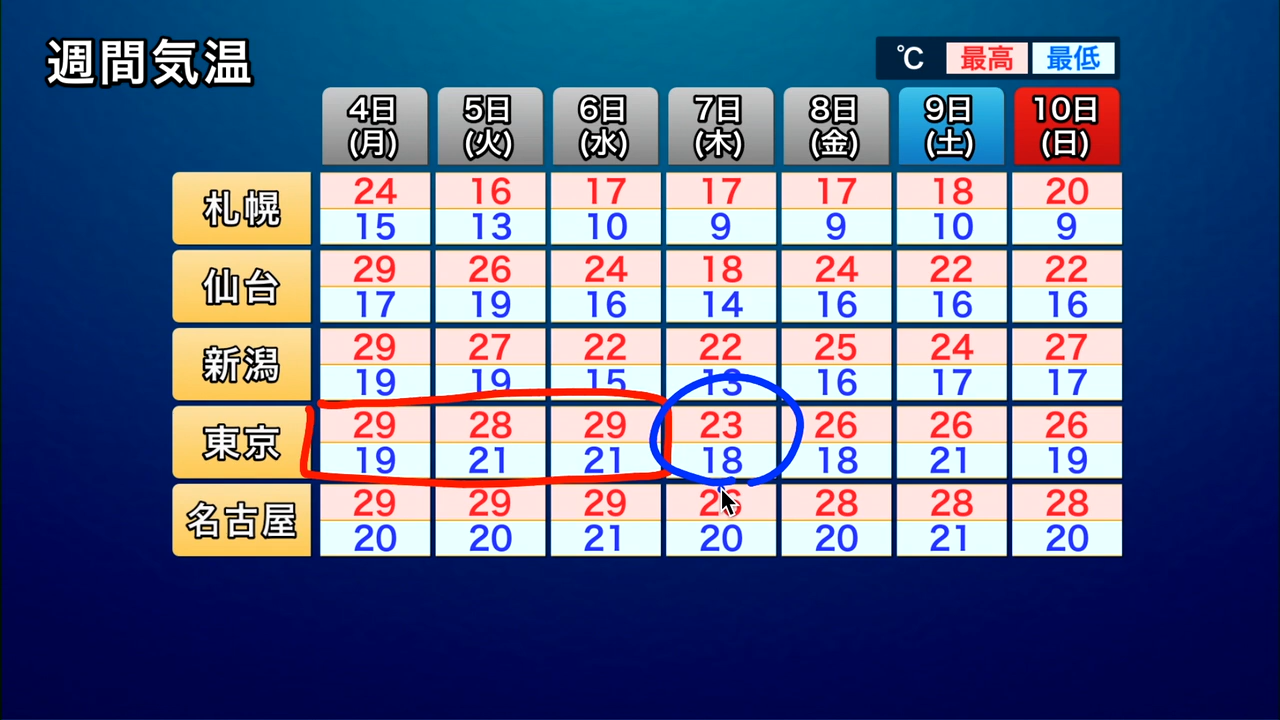 週間気温
℃ 最高 最低
4日 5日 6日 7日 8日 9日 10日
(月) (火) (水) (木) (金) (土) (日)
札幌
24 16 17 17 17 18 20
15 13 10 9 9 10 9
仙台
29 26 24 18 24 22 22
17 19 16 14 16 16 16
新潟
29 27 22 22 25 24 27
19 19 15 13 16 17 17
東京
29 28 29 23 26 26 26
19 21 21 18 18 21 19
名古屋
29 29 29 26 28 28 28
20 20 21 20 20 21 20